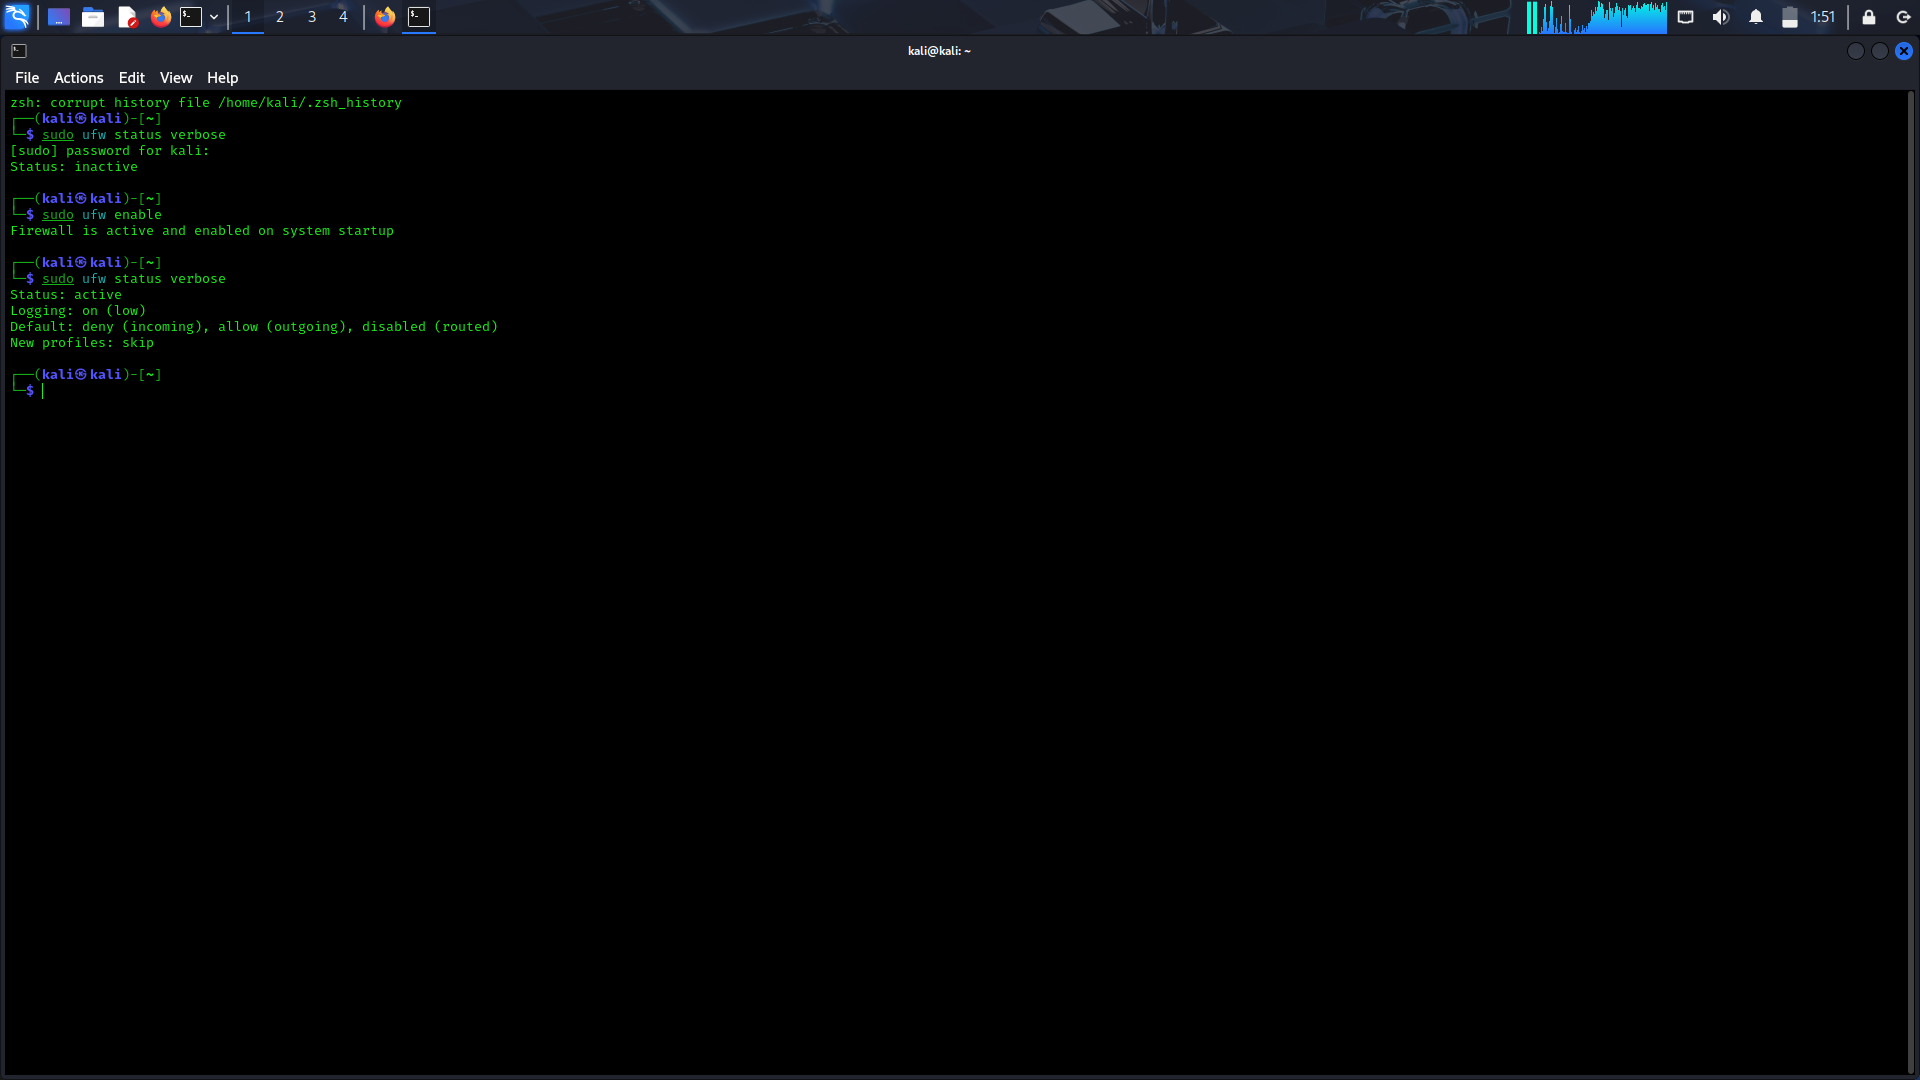 1 2 3 4 1:51
kali@kali: ~
File Actions Edit View Help
zsh: corrupt history file /home/kali/.zsh_history
┌──(kali㉿kali)-[~]
└─$ sudo ufw status verbose
[sudo] password for kali:
Status: inactive
┌──(kali㉿kali)-[~]
└─$ sudo ufw enable
Firewall is active and enabled on system startup
┌──(kali㉿kali)-[~]
└─$ sudo ufw status verbose
Status: active
Logging: on (low)
Default: deny (incoming), allow (outgoing), disabled (routed)
New profiles: skip
┌──(kali㉿kali)-[~]
└─$